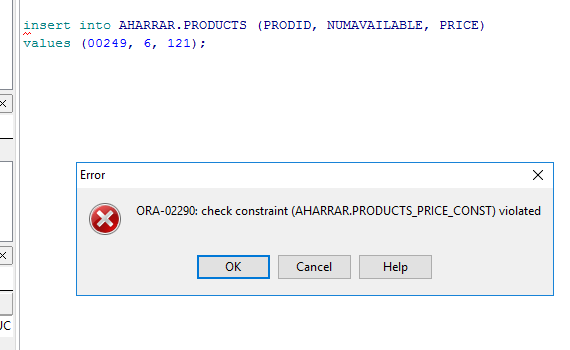 insert into AHARRAR.PRODUCTS (PRODID, NUMAVAILABLE, PRICE)
values (00249, 6, 121);
Error
ORA-02290: check constraint (AHARRAR.PRODUCTS_PRICE_CONST) violated
OK
Cancel
Help